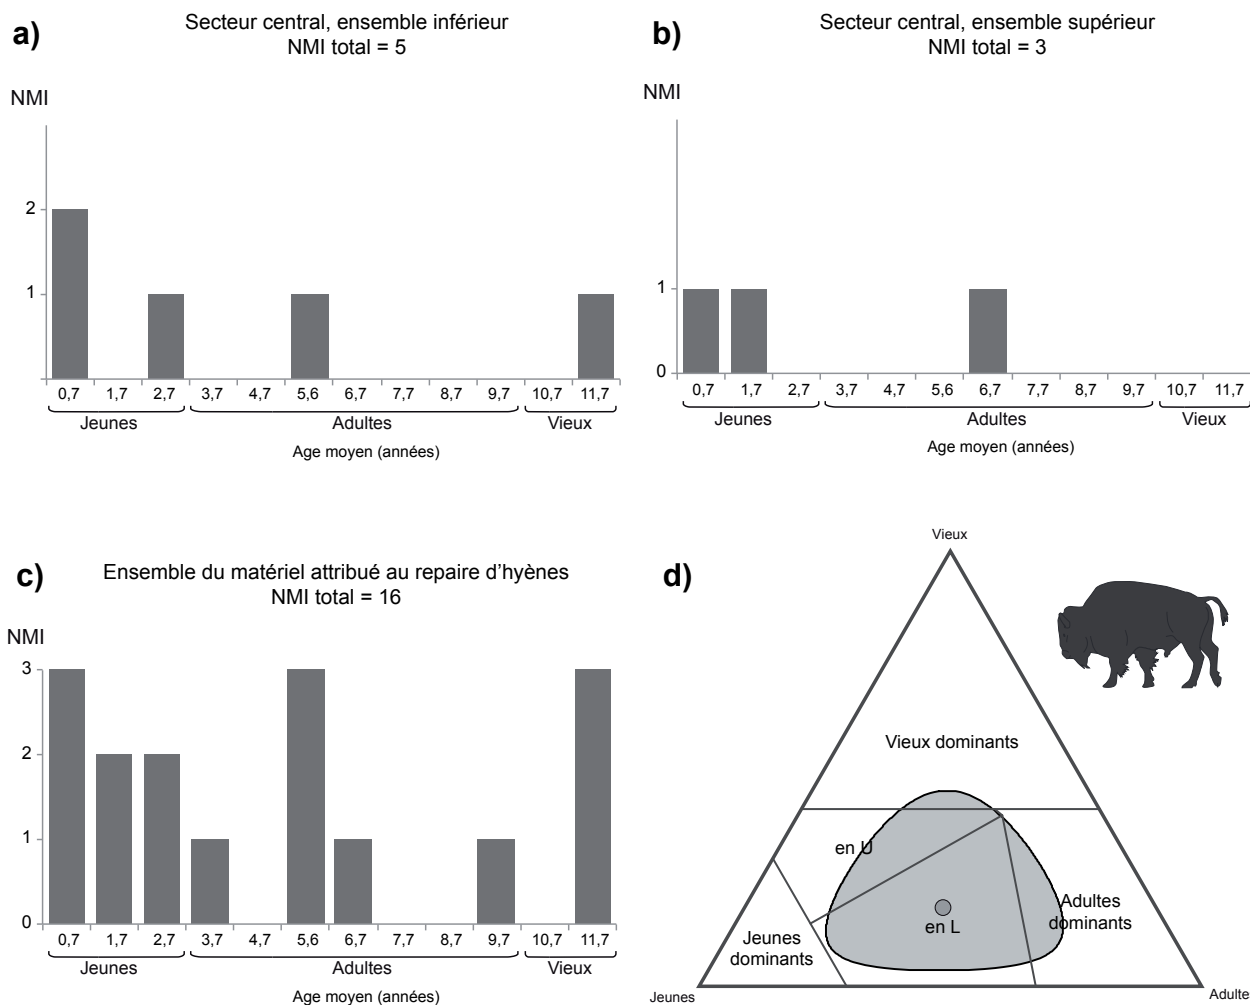 a)
Secteur central, ensemble inférieur
NMI total = 5
NMI
2
1
0,7 1,7 2,7 3,7 4,7 5,6 6,7 7,7 8,7 9,7 10,7 11,7
Jeunes Adultes Vieux
Age moyen (années)
b)
Secteur central, ensemble supérieur
NMI total = 3
NMI
1
0
0,7 1,7 2,7 3,7 4,7 5,6 6,7 7,7 8,7 9,7 10,7 11,7
Jeunes Adultes Vieux
Age moyen (années)
c)
Ensemble du matériel attribué au repaire d'hyènes
NMI total = 16
NMI
3
2
1
0
0,7 1,7 2,7 3,7 4,7 5,6 6,7 7,7 8,7 9,7 10,7 11,7
Jeunes Adultes Vieux
Age moyen (années)
d)
Vieux
Vieux dominants
en U
Adultes
dominants
en L
Jeunes
dominants
Jeunes
Adulte